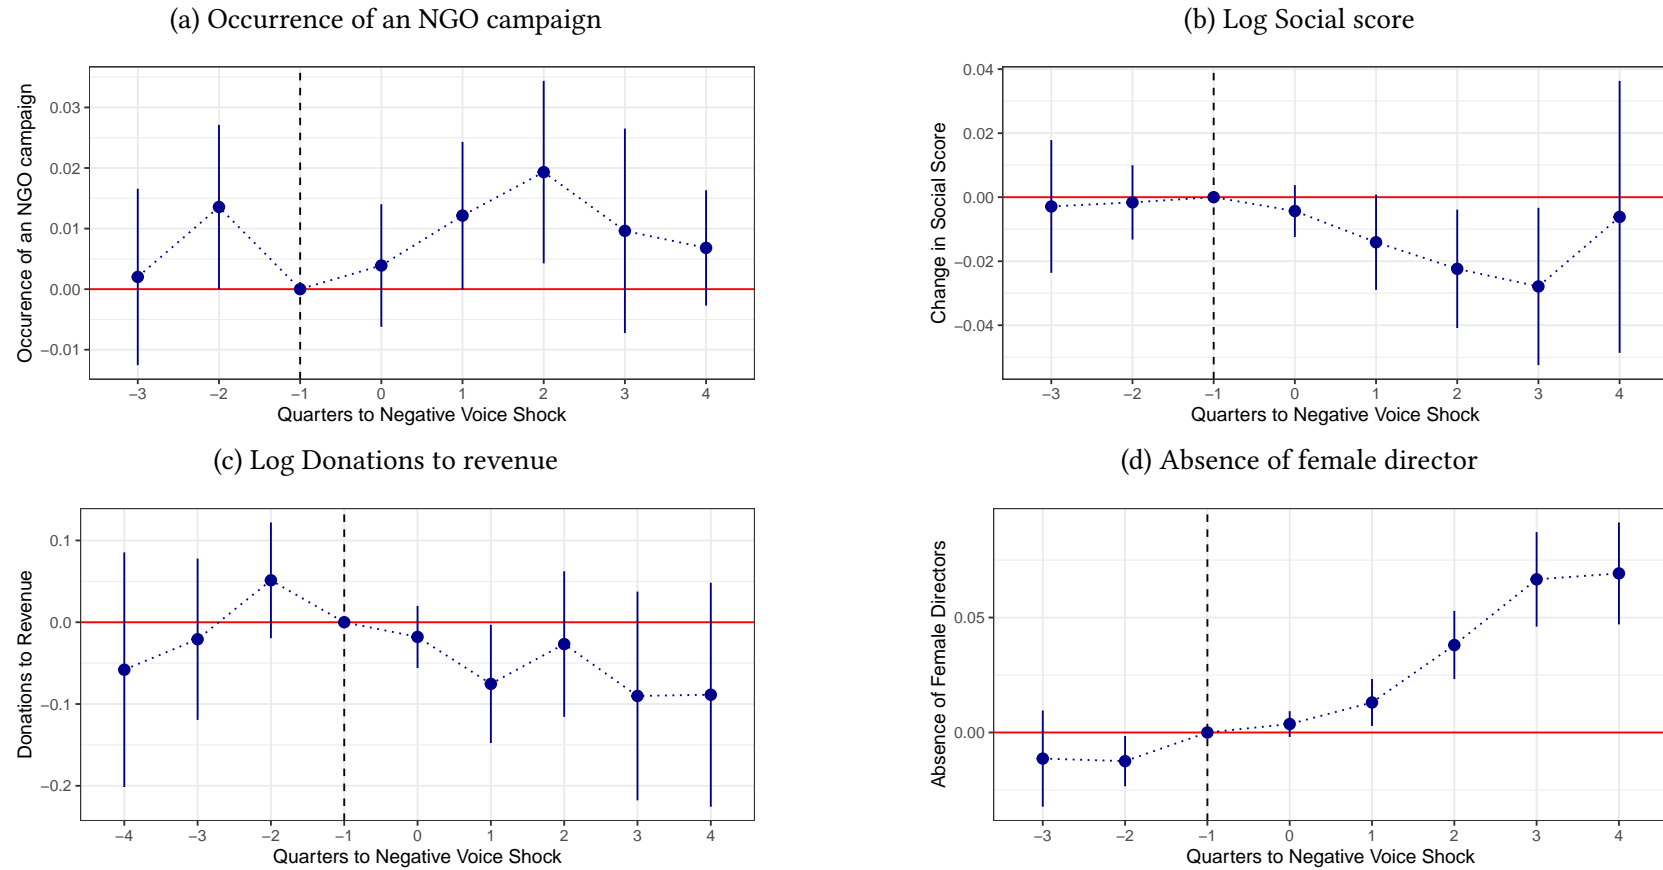 (a) Occurrence of an NGO campaign
Occurence of an NGO campaign
0.03
0.02
0.01
0.00
−0.01
−3 −2 −1 0 1 2 3 4
Quarters to Negative Voice Shock
(b) Log Social score
Change in Social Score
0.04
0.02
0.00
−0.02
−0.04
−3 −2 −1 0 1 2 3 4
Quarters to Negative Voice Shock
(c) Log Donations to revenue
Donations to Revenue
0.1
0.0
−0.1
−0.2
−4 −3 −2 −1 0 1 2 3 4
Quarters to Negative Voice Shock
(d) Absence of female director
Absence of Female Directors
0.05
0.00
−3 −2 −1 0 1 2 3 4
Quarters to Negative Voice Shock